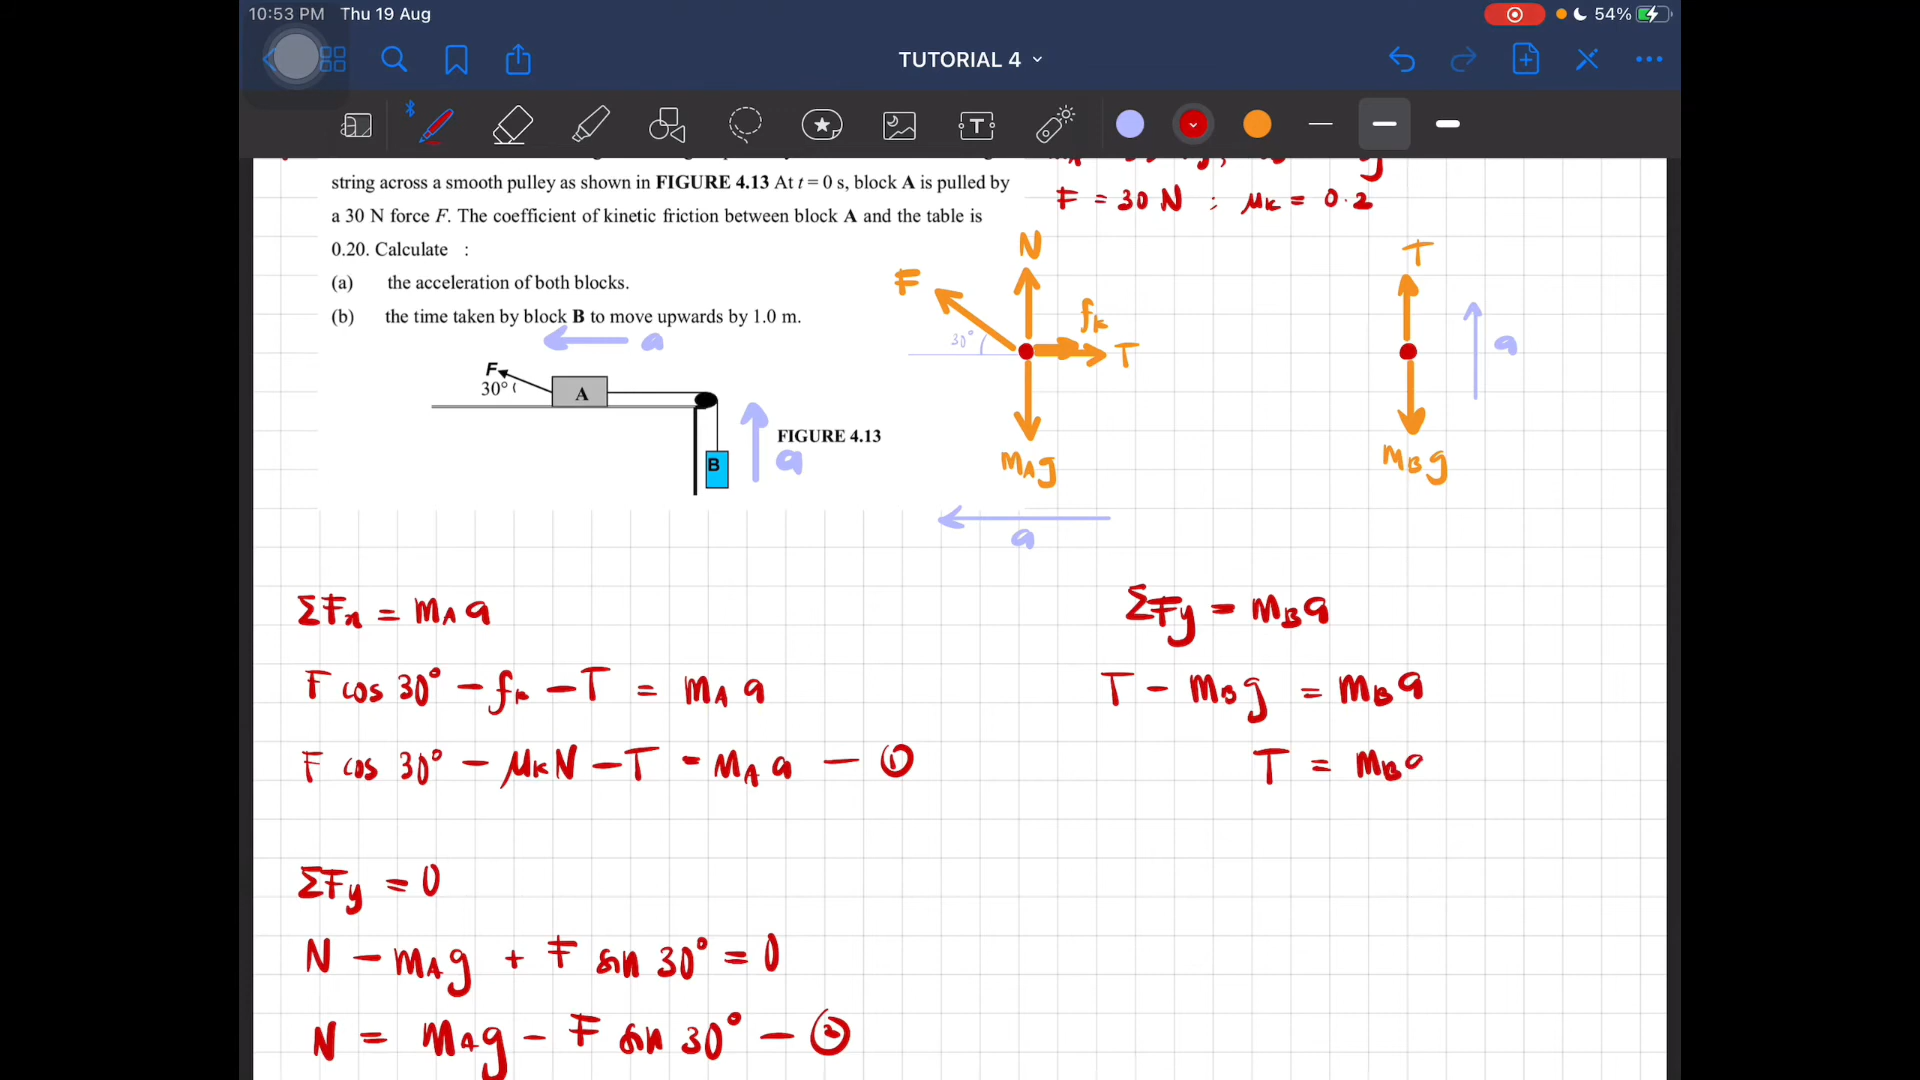 10:53 PM Thu 19 Aug
54%
TUTORIAL 4
string across a smooth pulley as shown in FIGURE 4.13 At t = 0 s, block A is pulled by
a 30 N force F. The coefficient of kinetic friction between block A and the table is
0.20. Calculate :
(a) the acceleration of both blocks.
(b) the time taken by block B to move upwards by 1.0 m.
F = 30 N ; μk = 0.2
a
F
30°
A
B
FIGURE 4.13
a
N
F
fk
30°
T
mAg
a
T
a
mBg
ΣFx = mA a
F cos 30° - fk - T = mA a
F cos 30° - μkN - T = mA a — ①
ΣFy = 0
N - mAg + F sin 30° = 0
N = mAg - F sin 30° — ②
ΣFy = mBa
T - mBg = mBa
T = mBa